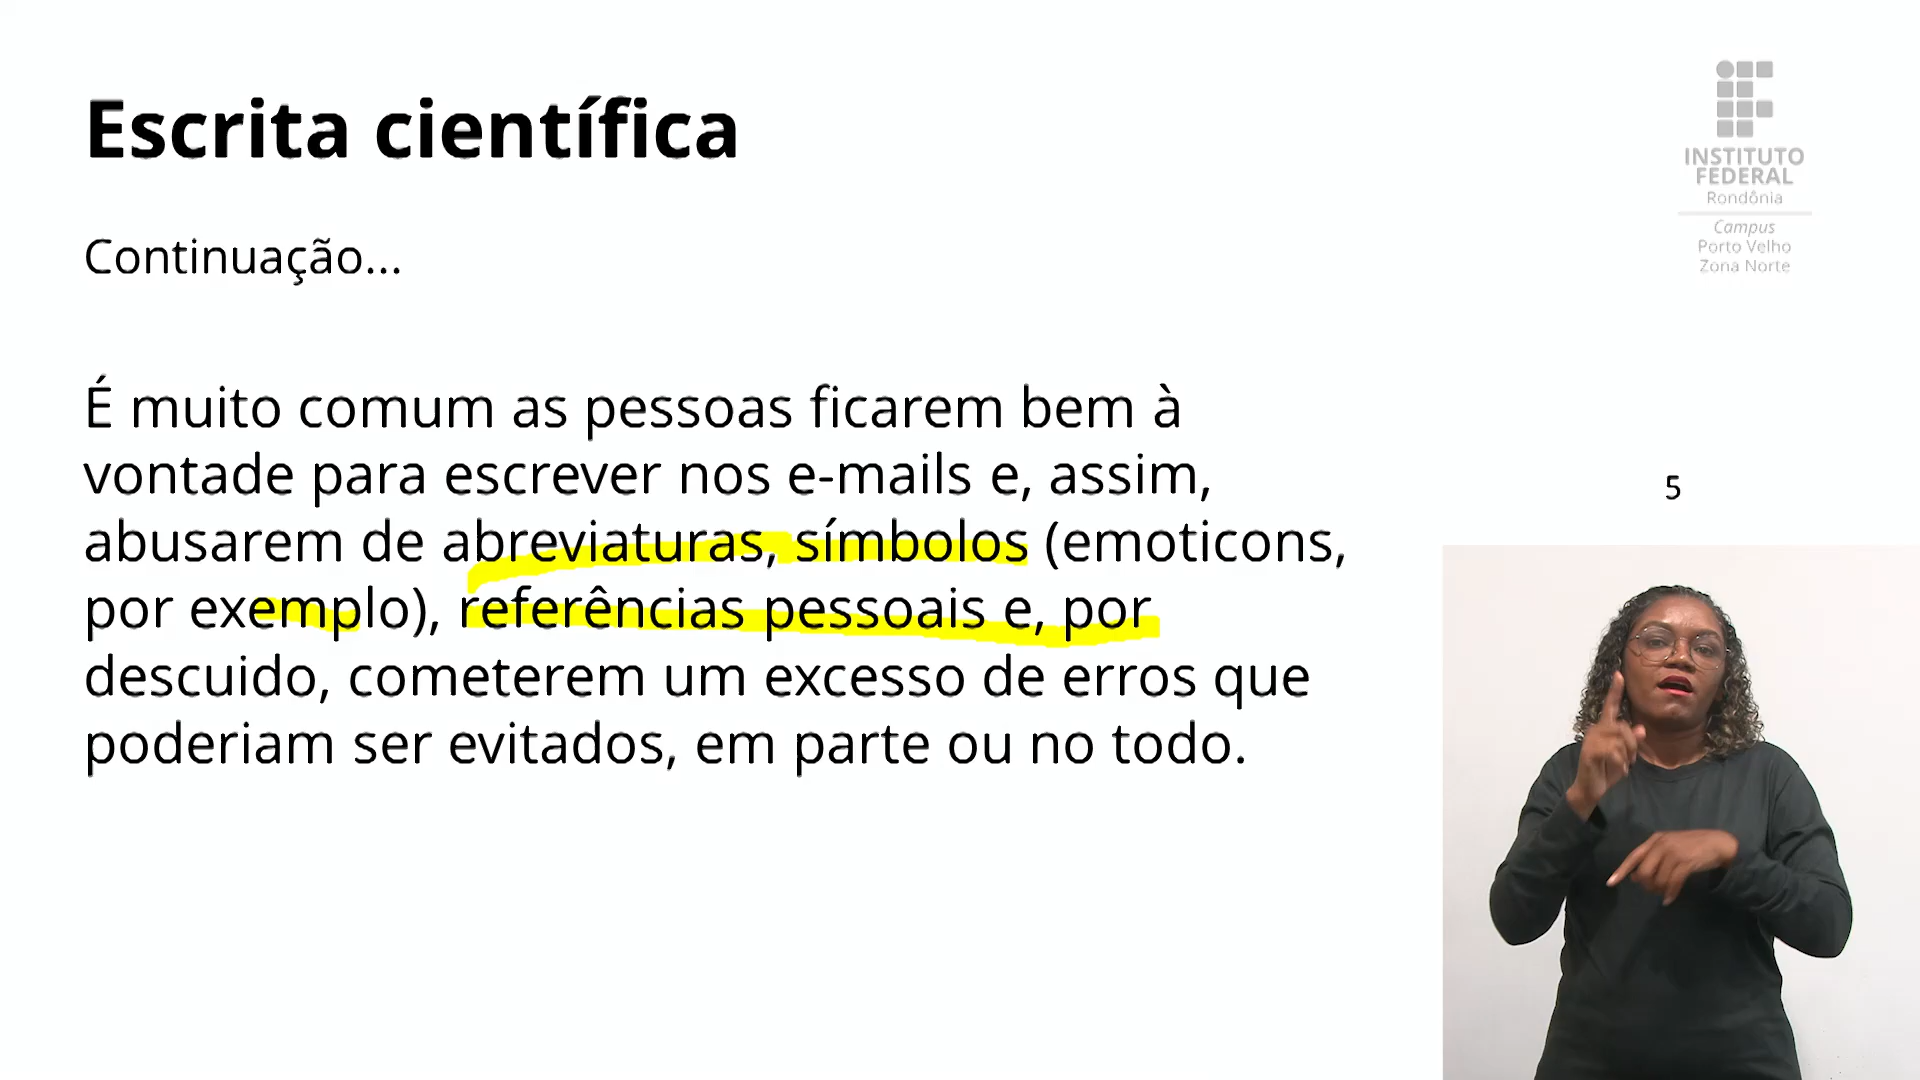 Escrita científica
INSTITUTO
FEDERAL
Rondônia
Campus
Porto Velho
Zona Norte
Continuação...
É muito comum as pessoas ficarem bem à
vontade para escrever nos e-mails e, assim,
abusarem de abreviaturas, símbolos (emoticons,
por exemplo), referências pessoais e, por
descuido, cometerem um excesso de erros que
poderiam ser evitados, em parte ou no todo.
5